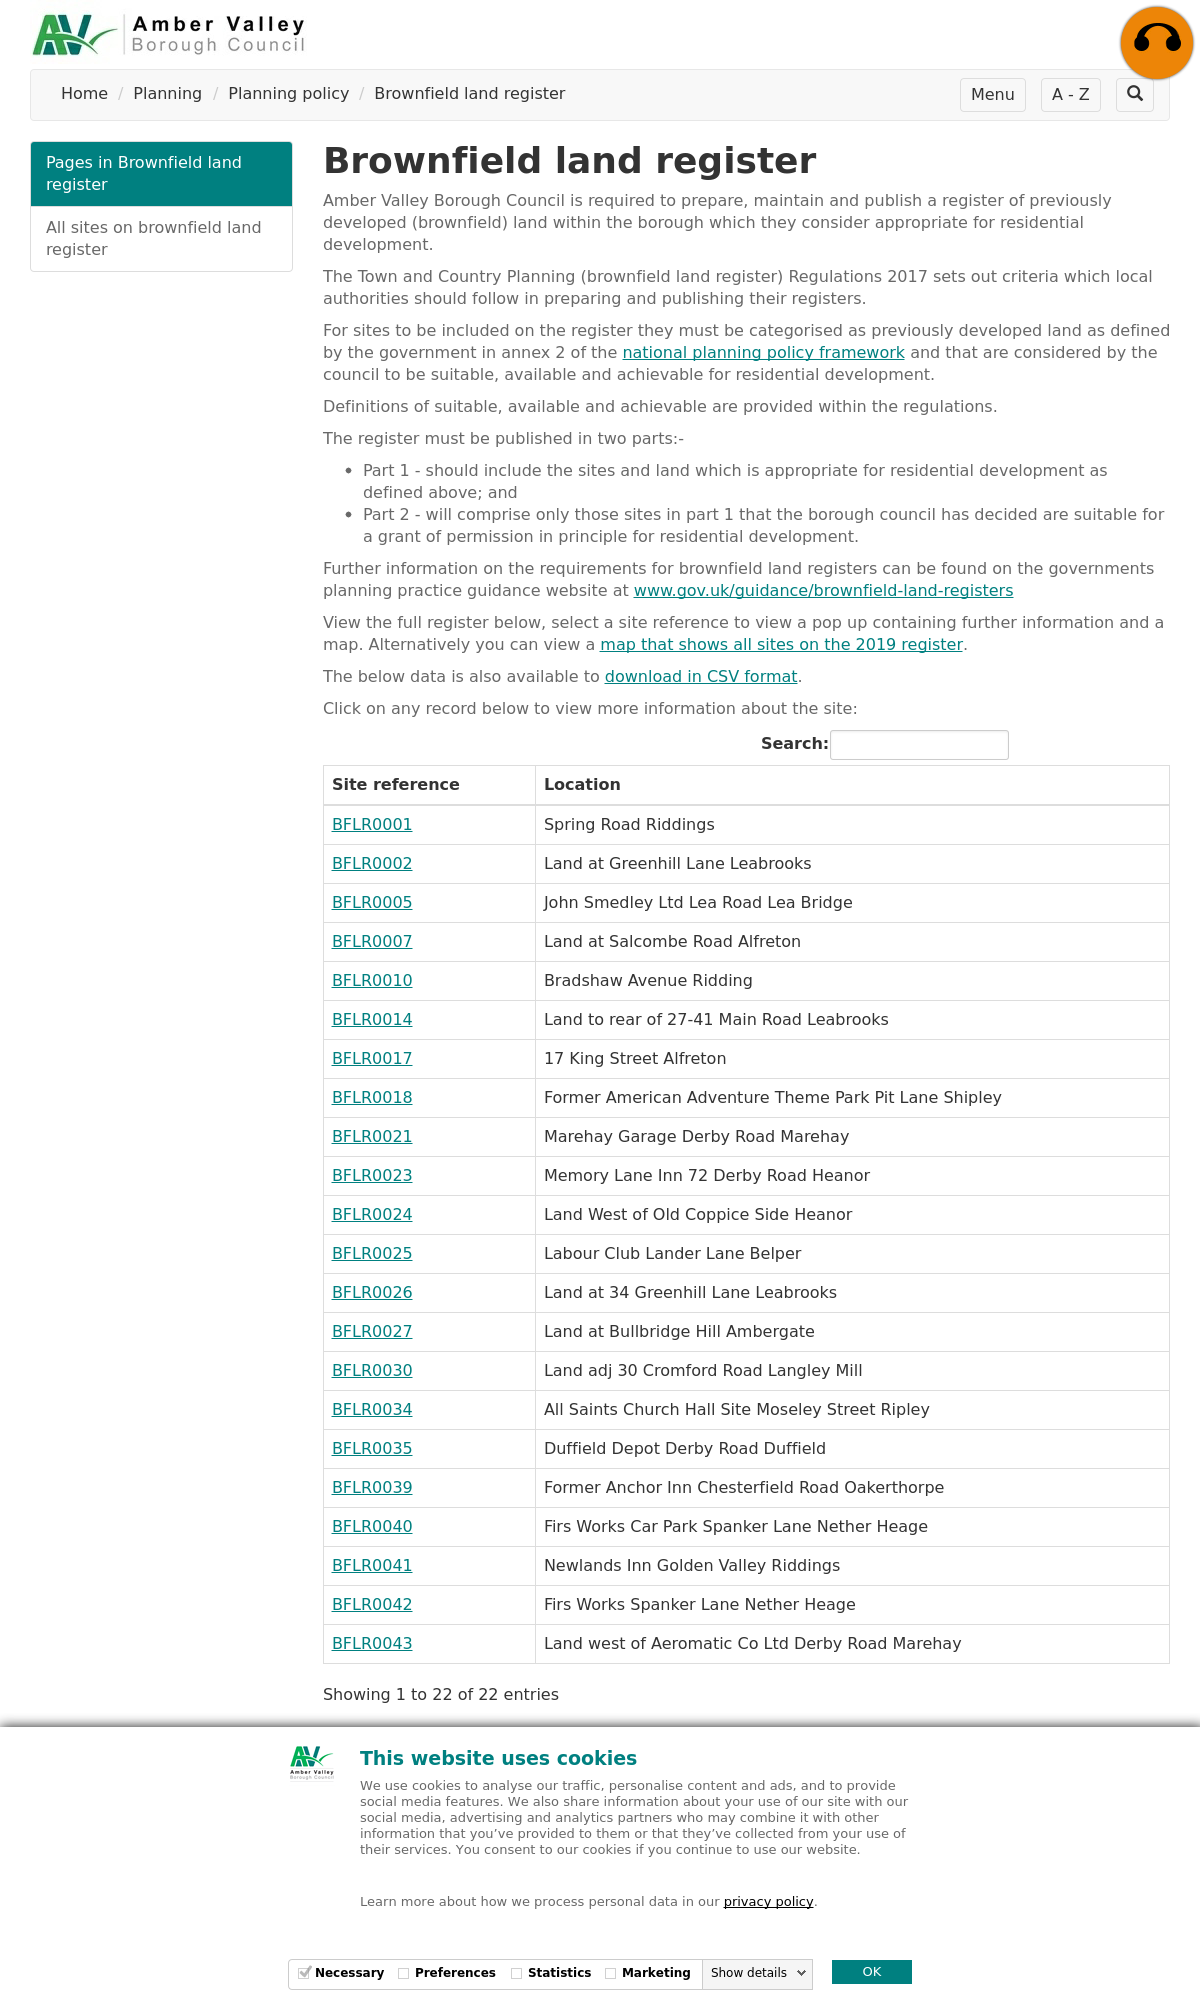 Amber Valley
Borough Council
Home / Planning / Planning policy / Brownfield land register
Menu
A - Z
Pages in Brownfield land
register
All sites on brownfield land
register
Brownfield land register
Amber Valley Borough Council is required to prepare, maintain and publish a register of previously
developed (brownfield) land within the borough which they consider appropriate for residential
development.
The Town and Country Planning (brownfield land register) Regulations 2017 sets out criteria which local
authorities should follow in preparing and publishing their registers.
For sites to be included on the register they must be categorised as previously developed land as defined
by the government in annex 2 of the national planning policy framework and that are considered by the
council to be suitable, available and achievable for residential development.
Definitions of suitable, available and achievable are provided within the regulations.
The register must be published in two parts:-
• Part 1 - should include the sites and land which is appropriate for residential development as
defined above; and
• Part 2 - will comprise only those sites in part 1 that the borough council has decided are suitable for
a grant of permission in principle for residential development.
Further information on the requirements for brownfield land registers can be found on the governments
planning practice guidance website at www.gov.uk/guidance/brownfield-land-registers
View the full register below, select a site reference to view a pop up containing further information and a
map. Alternatively you can view a map that shows all sites on the 2019 register.
The below data is also available to download in CSV format.
Click on any record below to view more information about the site:
Search:
Site reference Location
BFLR0001 Spring Road Riddings
BFLR0002 Land at Greenhill Lane Leabrooks
BFLR0005 John Smedley Ltd Lea Road Lea Bridge
BFLR0007 Land at Salcombe Road Alfreton
BFLR0010 Bradshaw Avenue Ridding
BFLR0014 Land to rear of 27-41 Main Road Leabrooks
BFLR0017 17 King Street Alfreton
BFLR0018 Former American Adventure Theme Park Pit Lane Shipley
BFLR0021 Marehay Garage Derby Road Marehay
BFLR0023 Memory Lane Inn 72 Derby Road Heanor
BFLR0024 Land West of Old Coppice Side Heanor
BFLR0025 Labour Club Lander Lane Belper
BFLR0026 Land at 34 Greenhill Lane Leabrooks
BFLR0027 Land at Bullbridge Hill Ambergate
BFLR0030 Land adj 30 Cromford Road Langley Mill
BFLR0034 All Saints Church Hall Site Moseley Street Ripley
BFLR0035 Duffield Depot Derby Road Duffield
BFLR0039 Former Anchor Inn Chesterfield Road Oakerthorpe
BFLR0040 Firs Works Car Park Spanker Lane Nether Heage
BFLR0041 Newlands Inn Golden Valley Riddings
BFLR0042 Firs Works Spanker Lane Nether Heage
BFLR0043 Land west of Aeromatic Co Ltd Derby Road Marehay
Showing 1 to 22 of 22 entries
Amber Valley
Borough Council
This website uses cookies
We use cookies to analyse our traffic, personalise content and ads, and to provide
social media features. We also share information about your use of our site with our
social media, advertising and analytics partners who may combine it with other
information that you’ve provided to them or that they’ve collected from your use of
their services. You consent to our cookies if you continue to use our website.
Learn more about how we process personal data in our privacy policy.
Necessary Preferences Statistics Marketing Show details OK